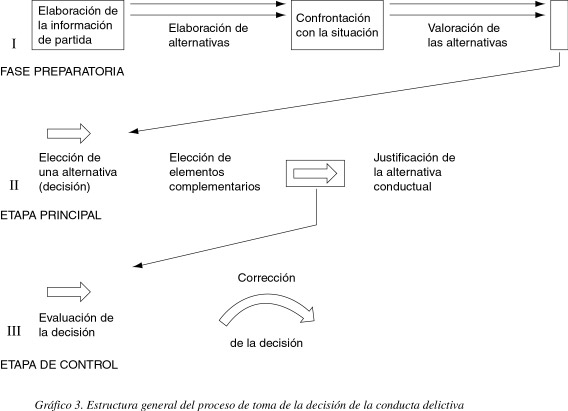 Elaboración de
la información
de partida
Elaboración de
alternativas
Confrontación
con la situación
Valoración de
las alternativas
I
FASE PREPARATORIA
Elección de
una alternativa
(decisión)
Elección de
elementos
complementarios
Justificación de
la alternativa
conductual
II
ETAPA PRINCIPAL
Evaluación de
la decisión
Corrección
de la decisión
III
ETAPA DE CONTROL
Gráfico 3. Estructura general del proceso de toma de la decisión de la conducta delictiva